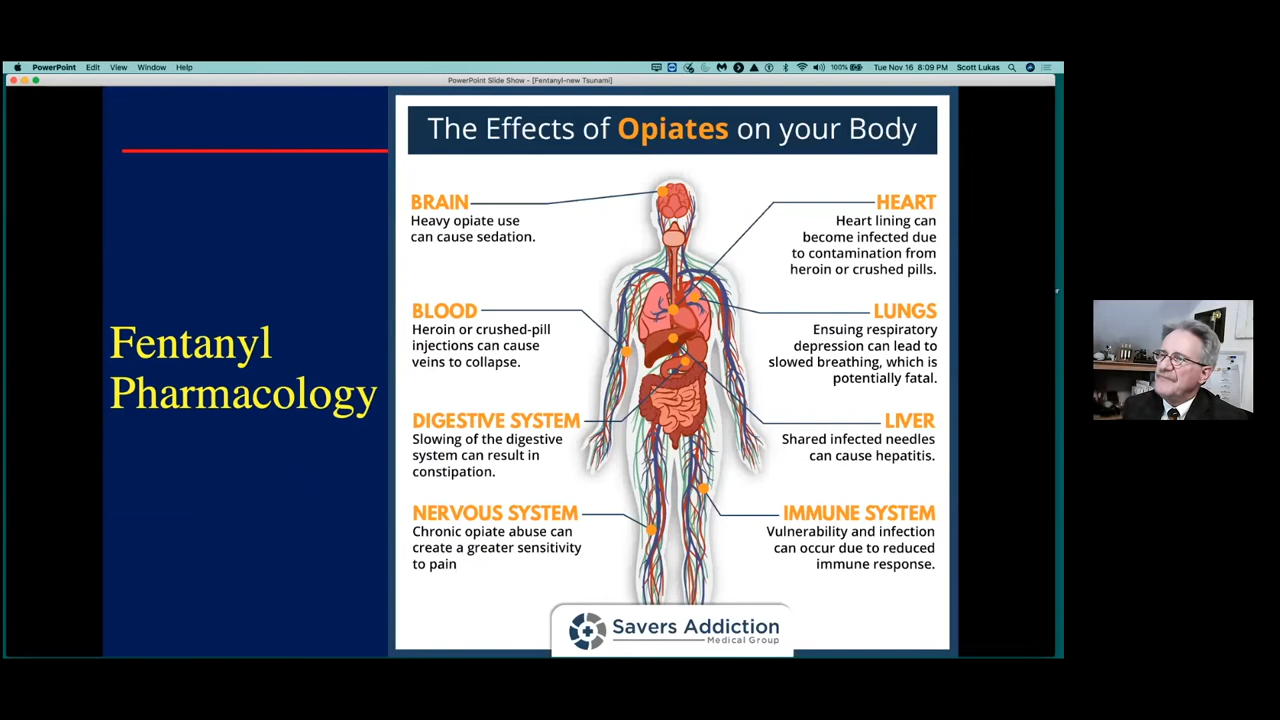 PowerPoint Edit View Window Help
100% Tue Nov 16 8:09 PM Scott Lukas
PowerPoint Slide Show - [Fentanyl-new Tsunami]
Fentanyl
Pharmacology
The Effects of Opiates on your Body
BRAIN
Heavy opiate use
can cause sedation.
BLOOD
Heroin or crushed-pill
injections can cause
veins to collapse.
DIGESTIVE SYSTEM
Slowing of the digestive
system can result in
constipation.
NERVOUS SYSTEM
Chronic opiate abuse can
create a greater sensitivity
to pain
HEART
Heart lining can
become infected due
to contamination from
heroin or crushed pills.
LUNGS
Ensuing respiratory
depression can lead to
slowed breathing, which is
potentially fatal.
LIVER
Shared infected needles
can cause hepatitis.
IMMUNE SYSTEM
Vulnerability and infection
can occur due to reduced
immune response.
Savers Addiction
Medical Group